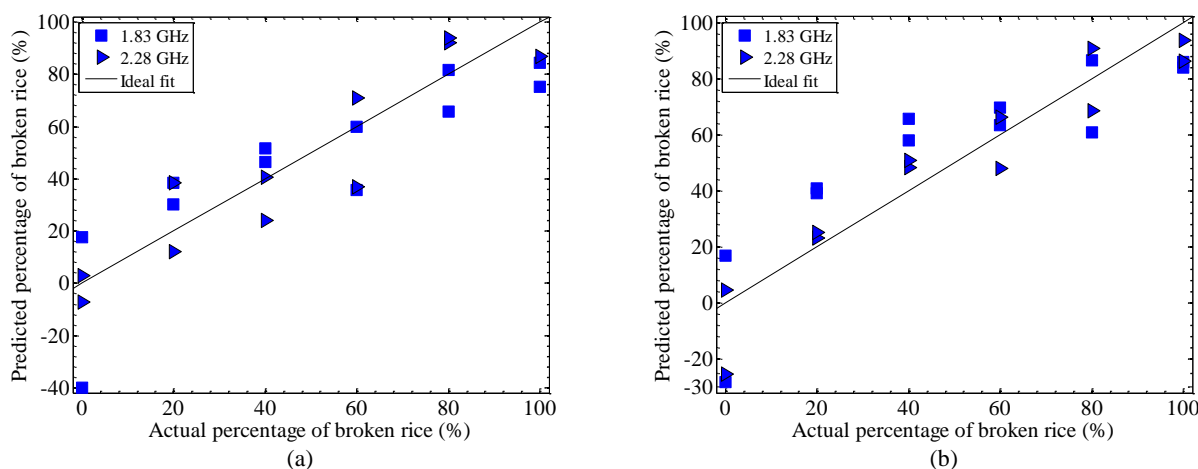 100
80
60
40
20
0
-20
-40
0 20 40 60 80 100
Predicted percentage of broken rice (%)
Actual percentage of broken rice (%)
1.83 GHz
2.28 GHz
Ideal fit
(a)
100
80
60
40
20
0
-20
-30
0 20 40 60 80 100
Predicted percentage of broken rice (%)
Actual percentage of broken rice (%)
1.83 GHz
2.28 GHz
Ideal fit
(b)